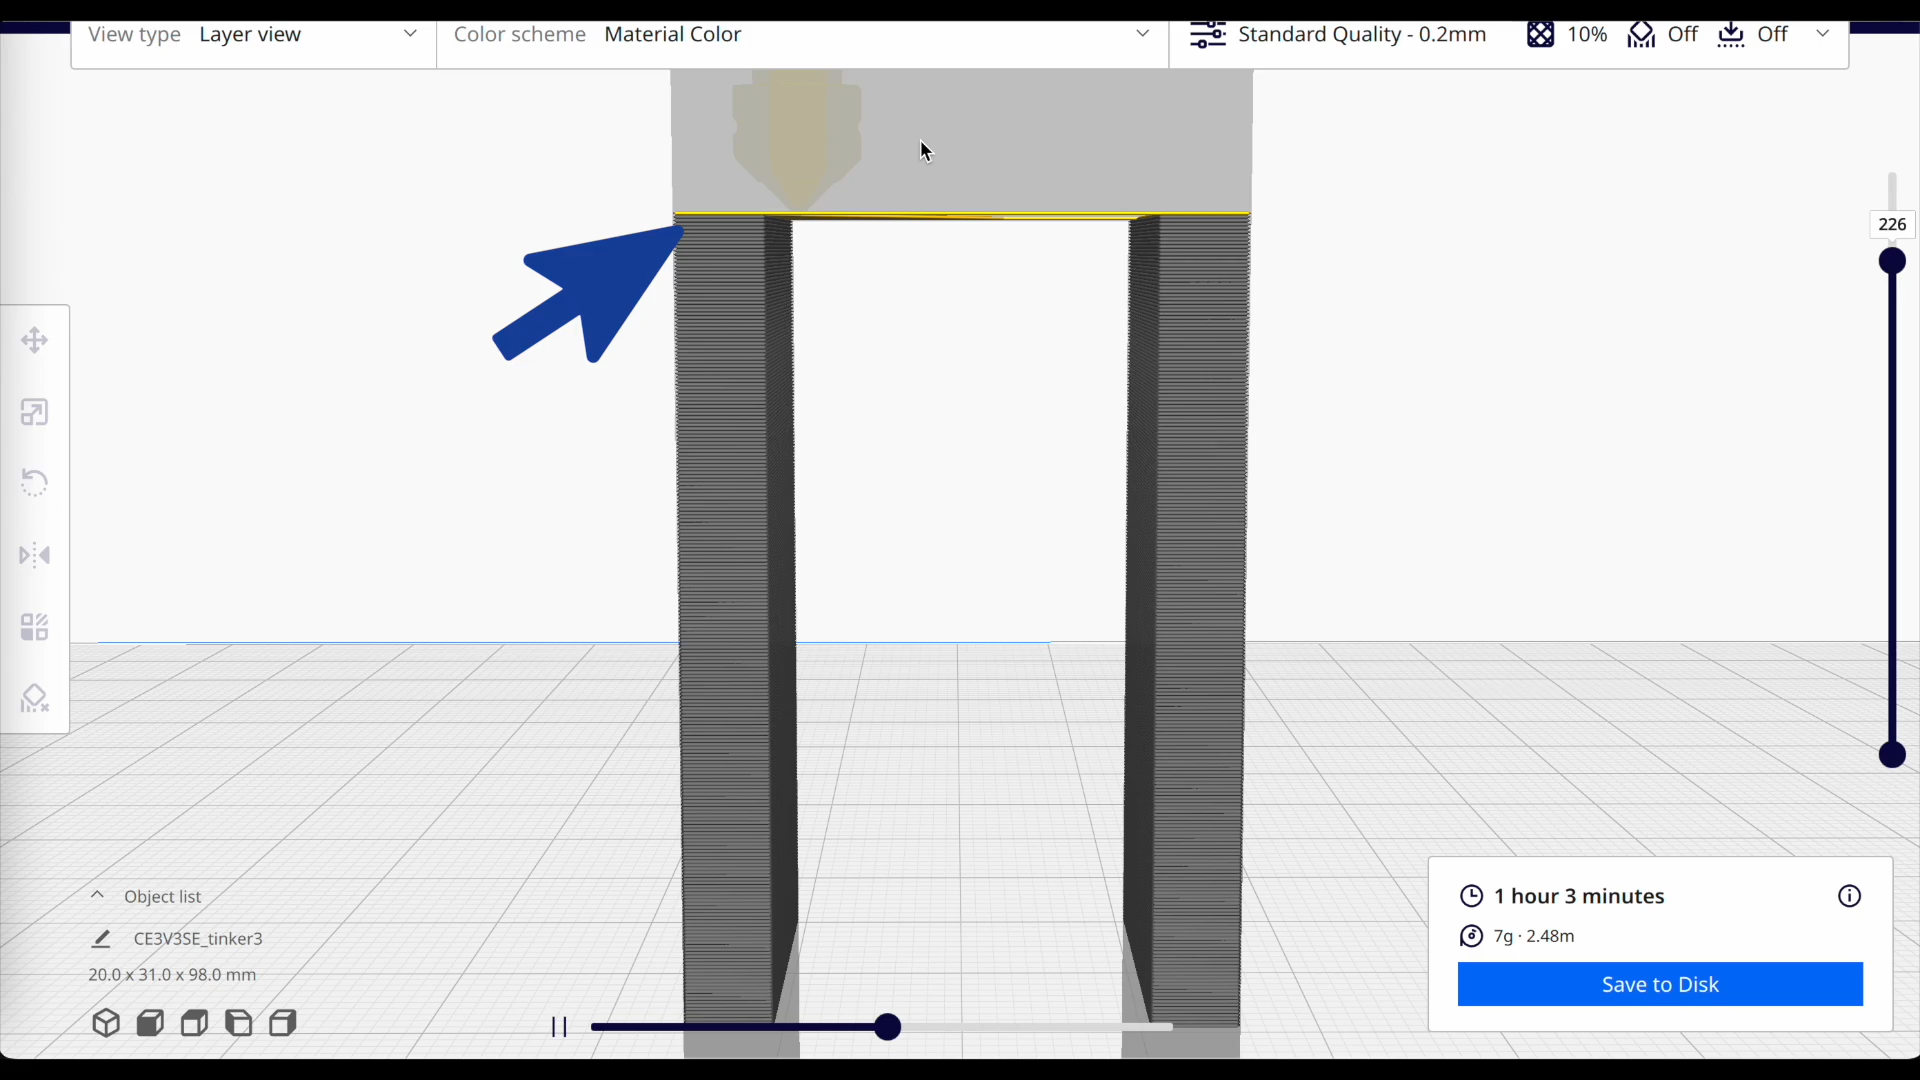 View type Layer view
Color scheme Material Color
Standard Quality - 0.2mm 10% Off Off
226
Object list
CE3V3SE_tinker3
20.0 x 31.0 x 98.0 mm
1 hour 3 minutes
7g · 2.48m
Save to Disk